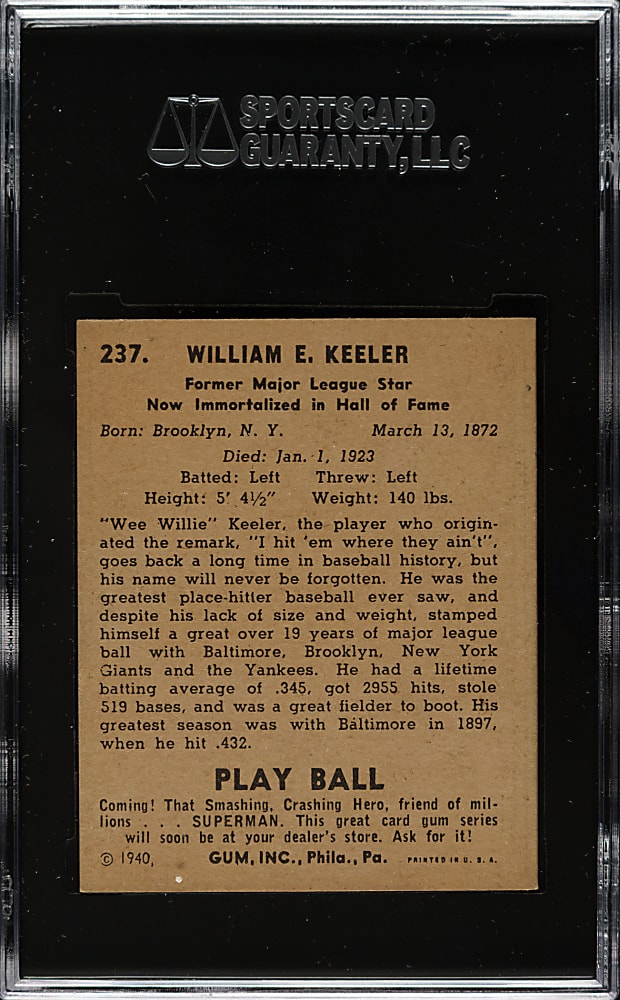 SPORTSCARD
GUARANTY, LLC
237. WILLIAM E. KEELER
Former Major League Star
Now Immortalized in Hall of Fame
Born: Brooklyn, N. Y. March 13, 1872
Died: Jan. 1, 1923
Batted: Left Threw: Left
Height: 5' 4½" Weight: 140 lbs.
"Wee Willie" Keeler, the player who origin-
ated the remark, "I hit 'em where they ain't",
goes back a long time in baseball history, but
his name will never be forgotten. He was the
greatest place-hitter baseball ever saw, and
despite his lack of size and weight, stamped
himself a great over 19 years of major league
ball with Baltimore, Brooklyn, New York
Giants and the Yankees. He had a lifetime
batting average of .345, got 2955 hits, stole
519 bases, and was a great fielder to boot. His
greatest season was with Baltimore in 1897,
when he hit .432.
PLAY BALL
Coming! That Smashing, Crashing Hero, friend of mil-
lions . . . SUPERMAN. This great card gum series
will soon be at your dealer's store. Ask for it!
© 1940, GUM, INC., Phila., Pa. PRINTED IN U. S. A.